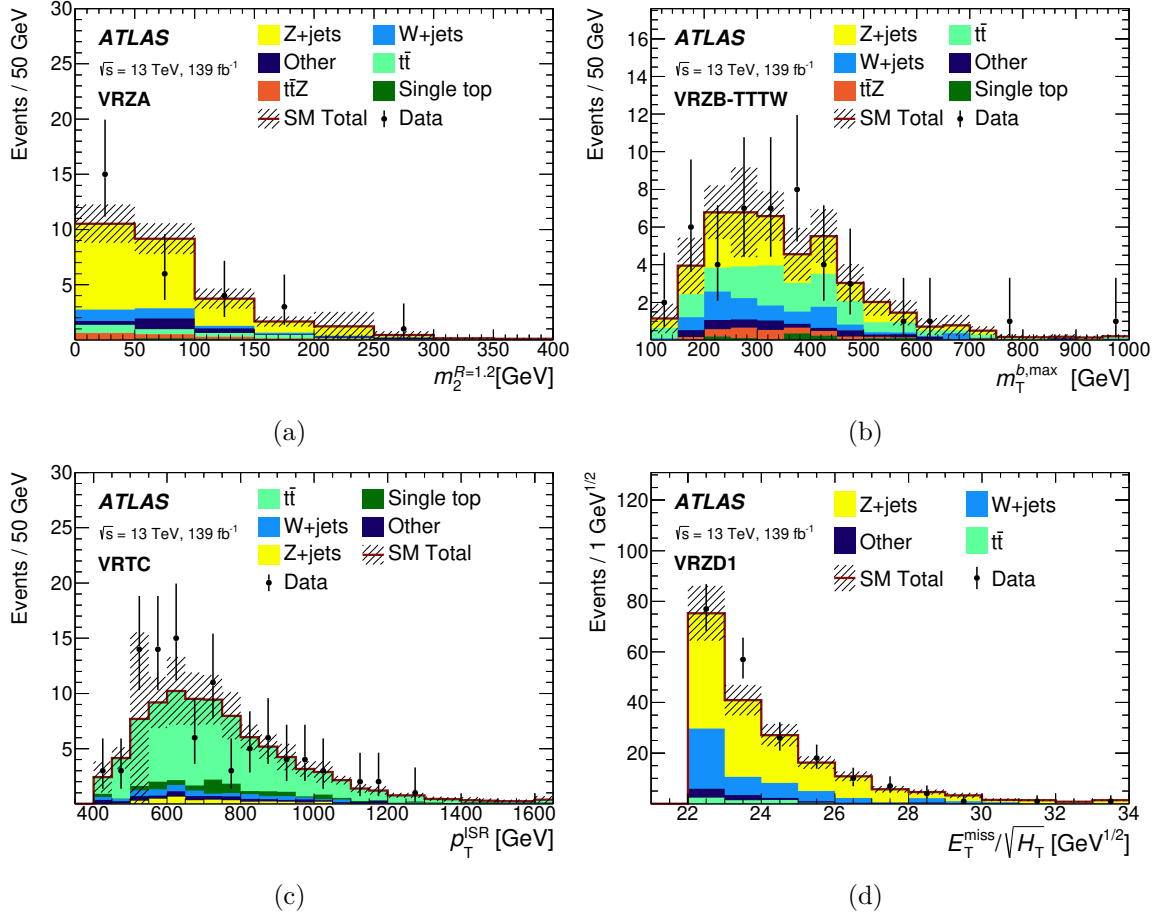 Events / 50 GeV
30
25
20
15
10
5
ATLAS
√s = 13 TeV, 139 fb⁻¹
VRZA
Z+jets
W+jets
Other
tt̄
tt̄Z
Single top
SM Total
Data
0 50 100 150 200 250 300 350 400
m₂^{R=1.2} [GeV]
(a)
Events / 50 GeV
16
14
12
10
8
6
4
2
ATLAS
√s = 13 TeV, 139 fb⁻¹
VRZB-TTTW
Z+jets
tt̄
W+jets
Other
tt̄Z
Single top
SM Total
Data
100 200 300 400 500 600 700 800 900 1000
m_T^{b,max} [GeV]
(b)
Events / 50 GeV
30
25
20
15
10
5
ATLAS
√s = 13 TeV, 139 fb⁻¹
VRTC
tt̄
Single top
W+jets
Other
Z+jets
SM Total
Data
400 600 800 1000 1200 1400 1600
p_T^{ISR} [GeV]
(c)
Events / 1 GeV^{1/2}
120
100
80
60
40
20
ATLAS
√s = 13 TeV, 139 fb⁻¹
VRZD1
Z+jets
W+jets
Other
tt̄
SM Total
Data
22 24 26 28 30 32 34
E_T^{miss}/√H_T [GeV^{1/2}]
(d)